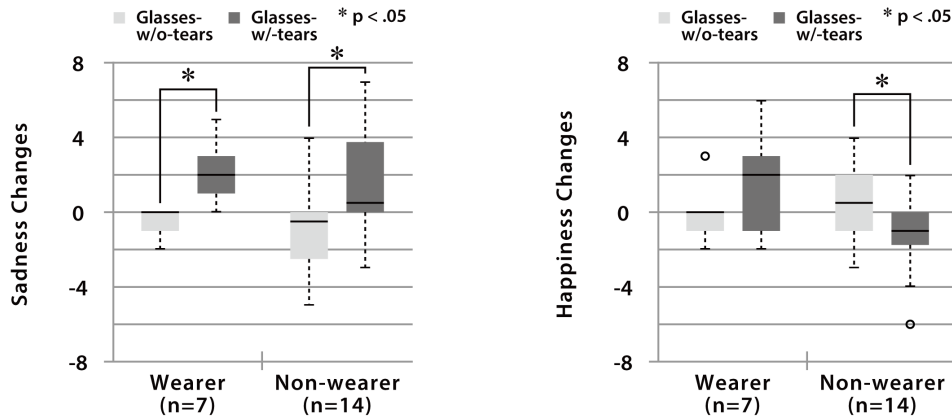 Glasses-
w/o-tears
Glasses-
w/-tears
* p < .05
8
4
0
-4
-8
Sadness Changes
*
*
Wearer
(n=7)
Non-wearer
(n=14)
Glasses-
w/o-tears
Glasses-
w/-tears
* p < .05
8
4
0
-4
-8
Happiness Changes
*
Wearer
(n=7)
Non-wearer
(n=14)